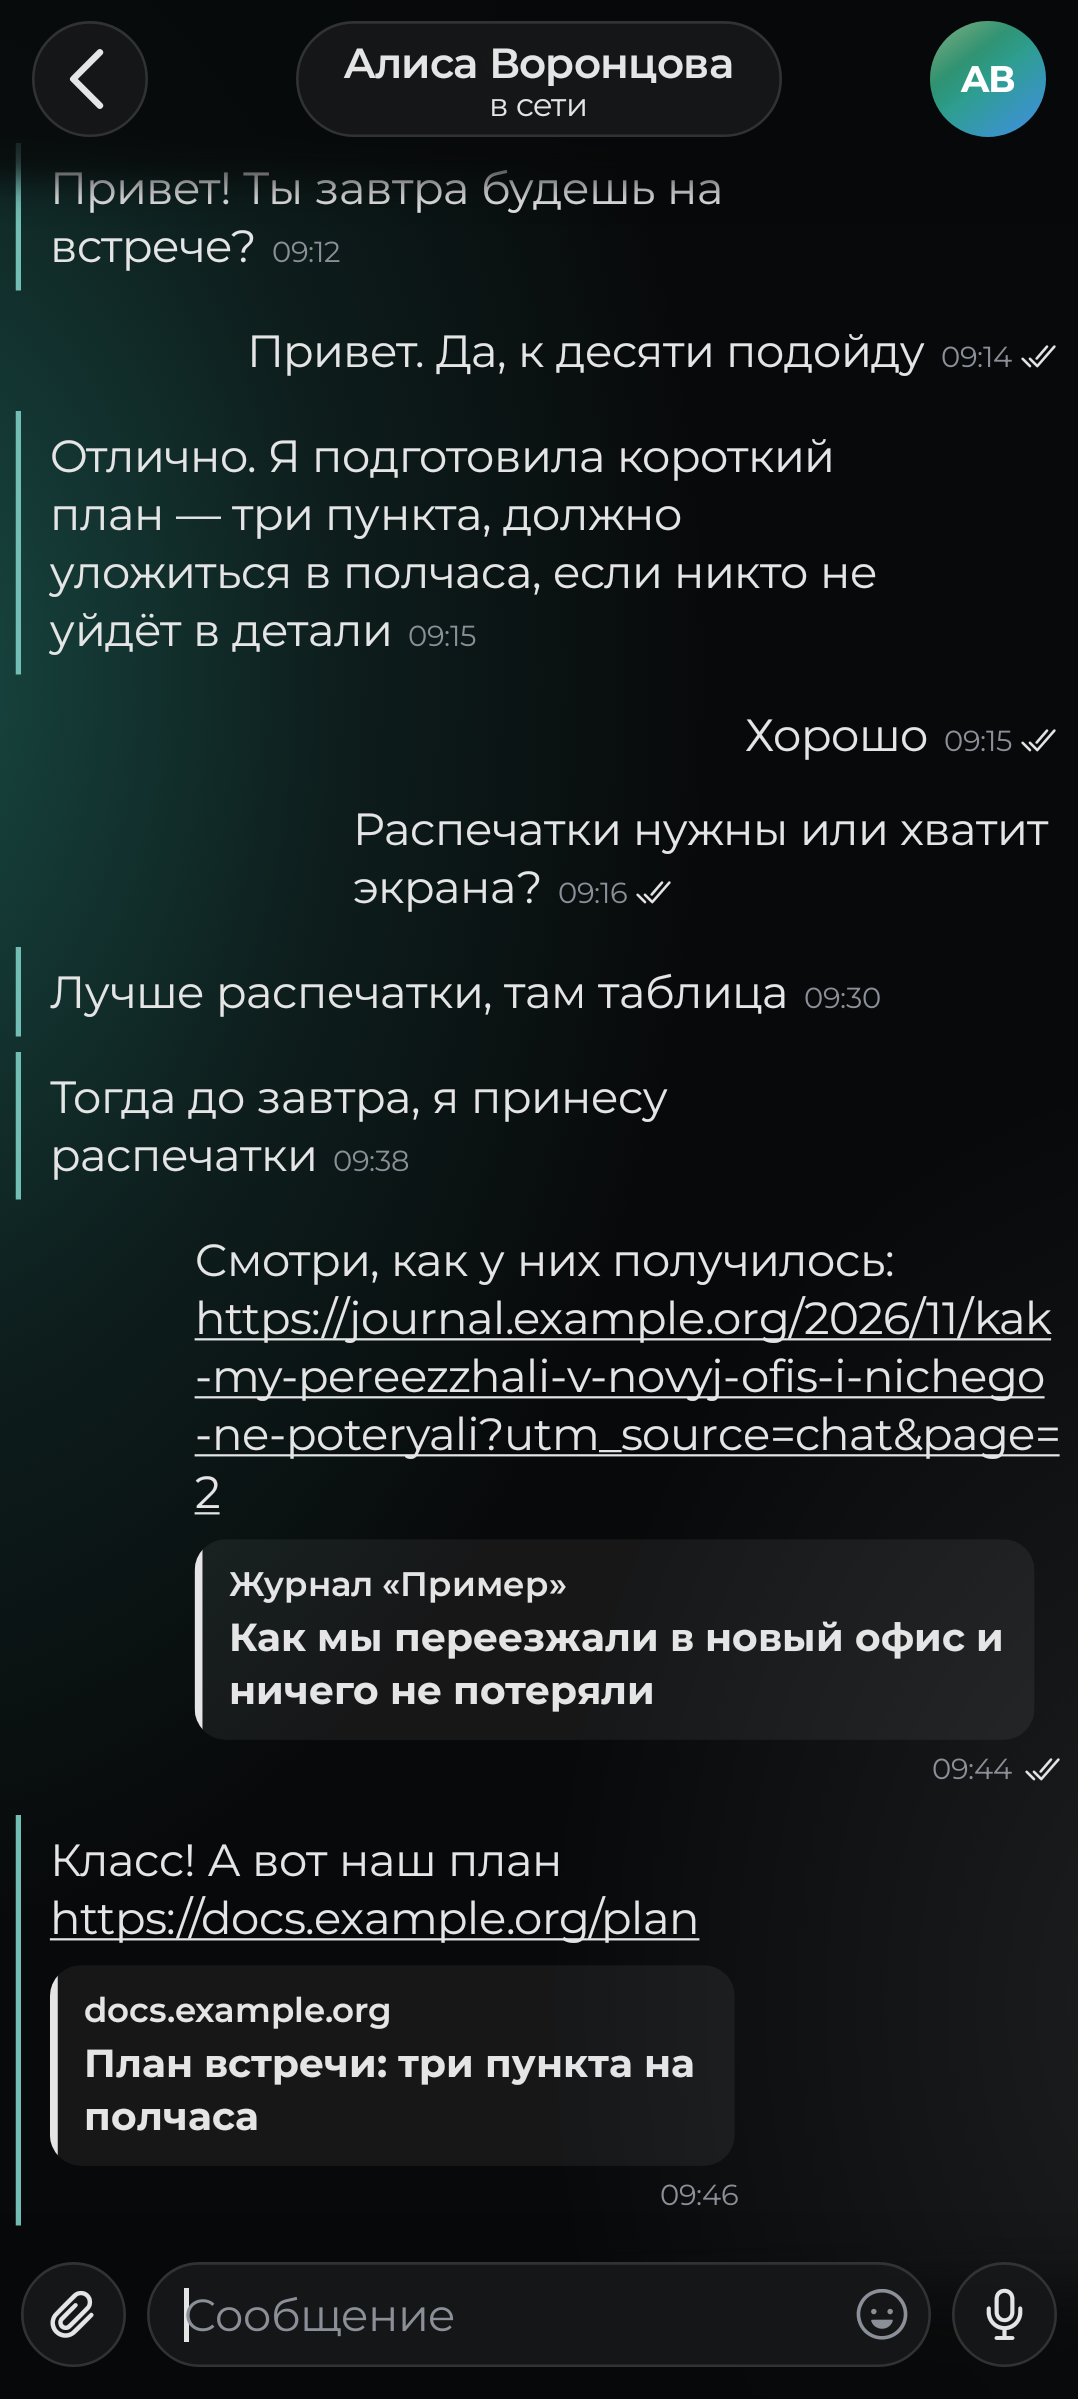 Алиса Воронцова
в сети
АВ
Привет! Ты завтра будешь на
встрече? 09:12
Привет. Да, к десяти подойду 09:14
Отлично. Я подготовила короткий
план — три пункта, должно
уложиться в полчаса, если никто не
уйдёт в детали 09:15
Хорошо 09:15
Распечатки нужны или хватит
экрана? 09:16
Лучше распечатки, там таблица 09:30
Тогда до завтра, я принесу
распечатки 09:38
Смотри, как у них получилось:
https://journal.example.org/2026/11/kak
-my-pereezzhali-v-novyj-ofis-i-nichego
-ne-poteryali?utm_source=chat&page=
2
Журнал «Пример»
Как мы переезжали в новый офис и
ничего не потеряли
09:44
Класс! А вот наш план
https://docs.example.org/plan
docs.example.org
План встречи: три пункта на
полчаса
09:46
Сообщение